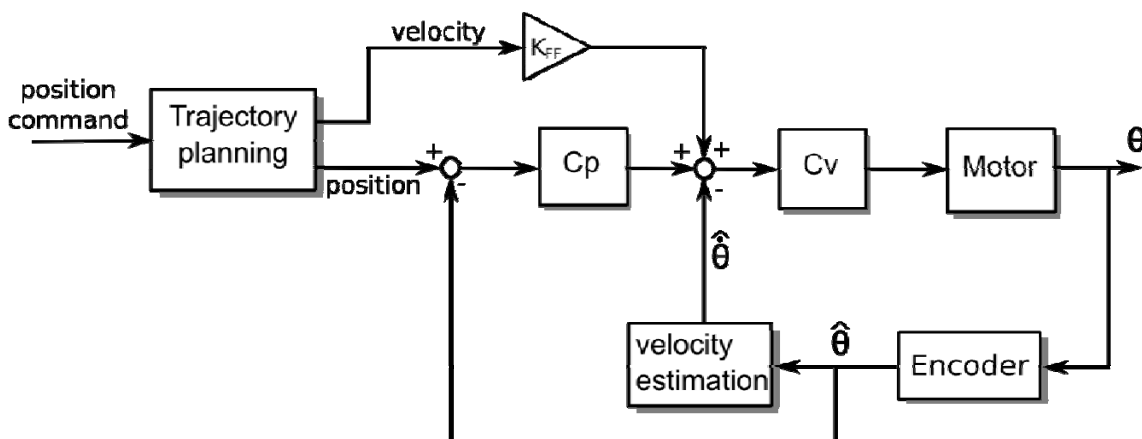 velocity
K_FF
position
command
Trajectory
planning
position
+
-
Cp
+
+
-
Cv
Motor
θ
θ̂̇
velocity
estimation
θ̂
Encoder